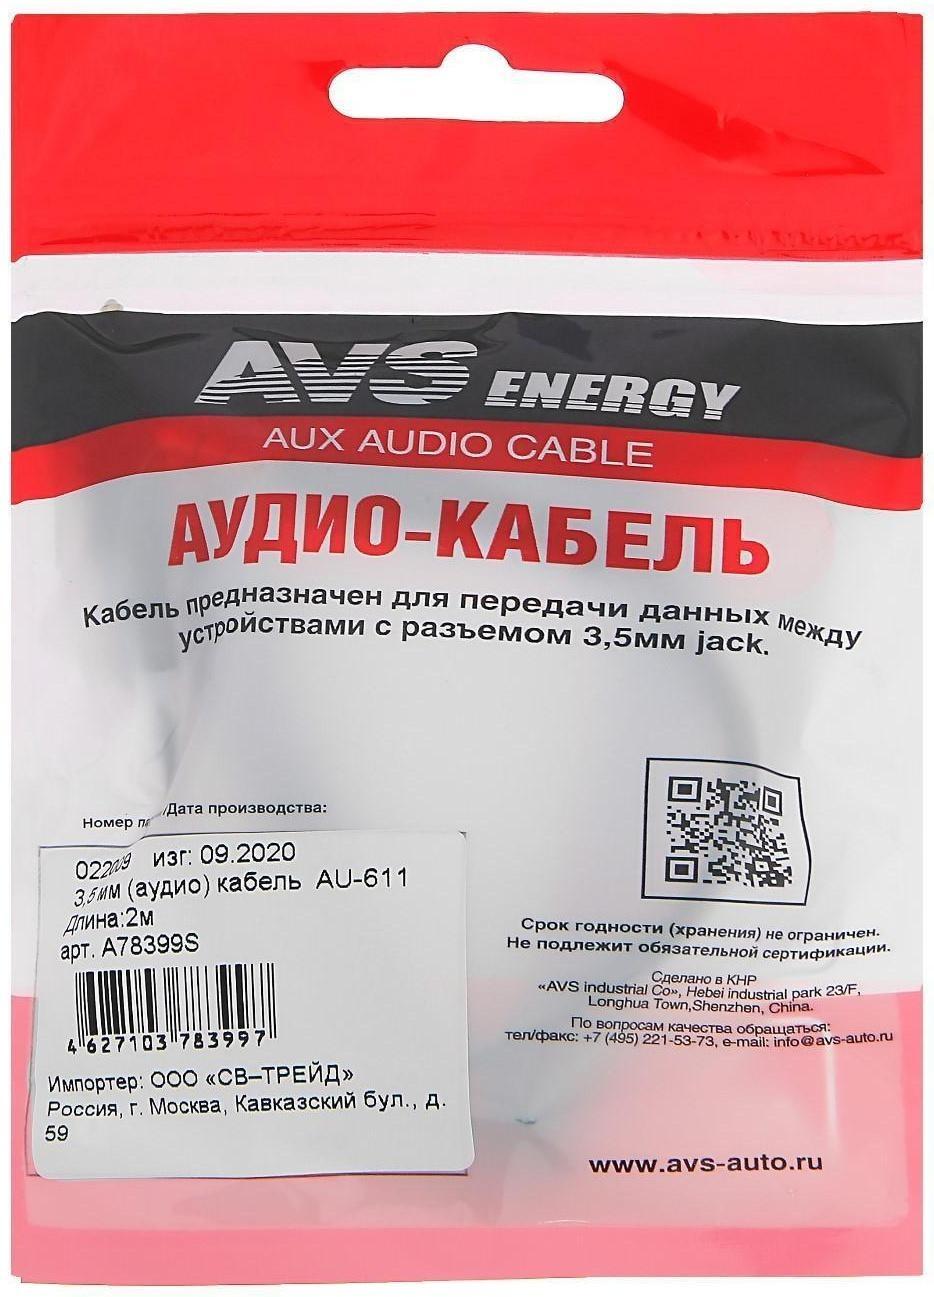 AVS ENERGY
AUX AUDIO CABLE
АУДИО-КАБЕЛЬ
Кабель предназначен для передачи данных между
устройствами с разъемом 3,5мм jack.
Номер /Дата производства:
022009 изг: 09.2020
3,5мм (аудио) кабель AU-611
Длина:2м
арт. A78399S
4 627103 783997
Импортер: ООО «СВ–ТРЕЙД»
Россия, г. Москва, Кавказский бул., д.
59
Срок годности (хранения) не ограничен.
Не подлежит обязательной сертификации.
Сделано в КНР
«AVS industrial Co», Hebei industrial park 23/F,
Longhua Town,Shenzhen, China.
По вопросам качества обращаться:
тел/факс: +7 (495) 221-53-73, e-mail: info@avs-auto.ru
www.avs-auto.ru